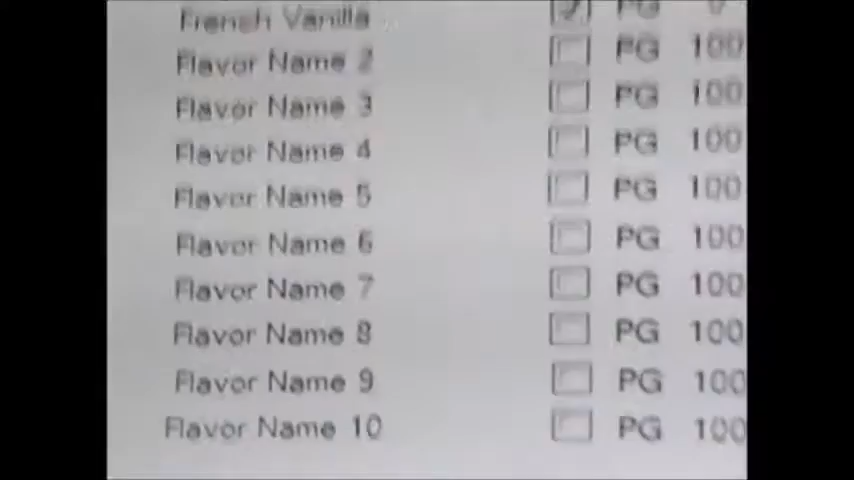 French Vanilla PG 0
Flavor Name 2 PG 100
Flavor Name 3 PG 100
Flavor Name 4 PG 100
Flavor Name 5 PG 100
Flavor Name 6 PG 100
Flavor Name 7 PG 100
Flavor Name 8 PG 100
Flavor Name 9 PG 100
Flavor Name 10 PG 100